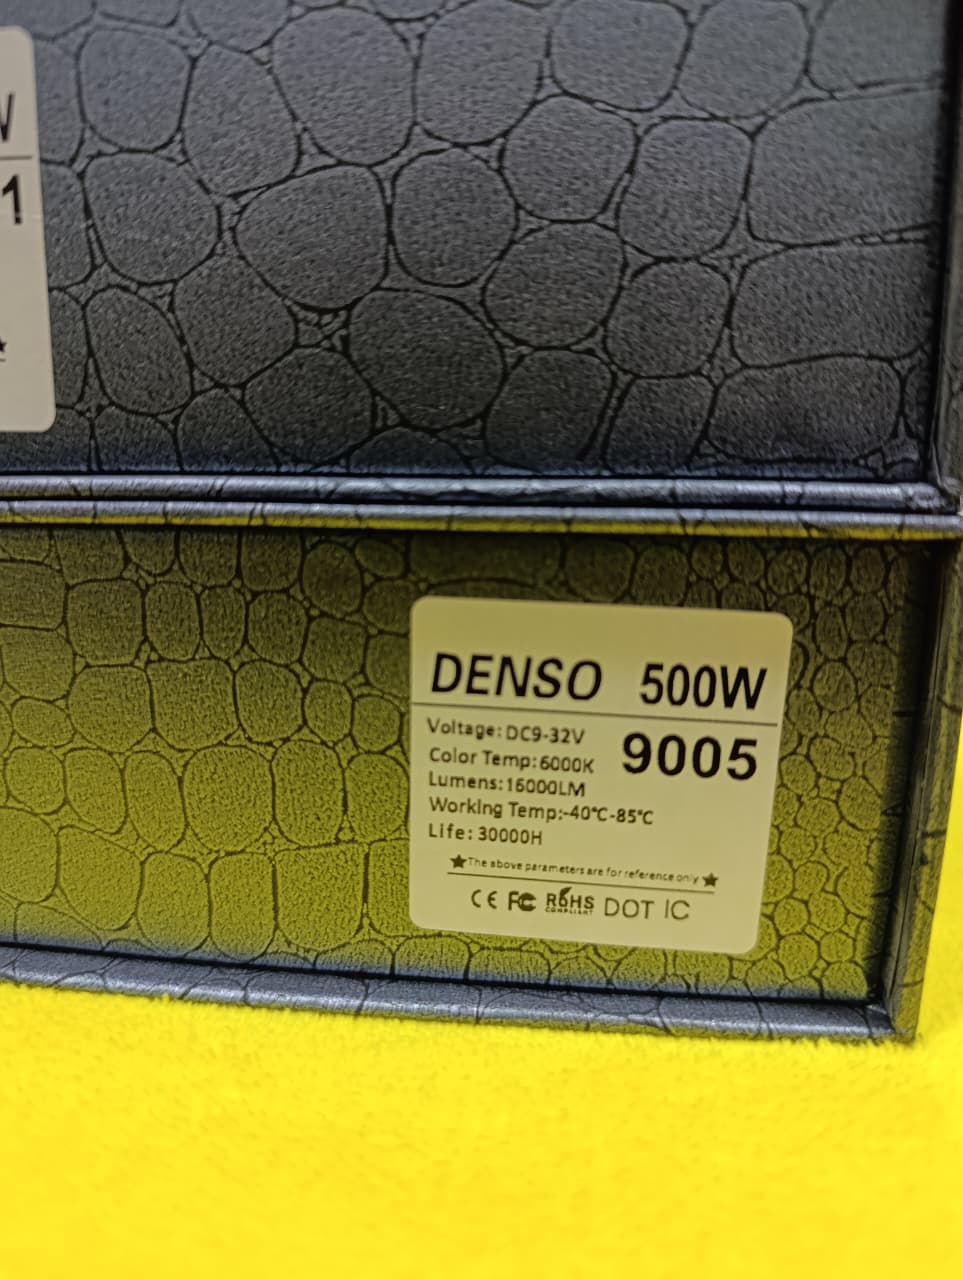 1
DENSO 500W
Voltage:DC9-32V
9005
Color Temp:6000K
Lumens:16000LM
Working Temp:-40℃-85℃
Life:30000H
★The above parameters are for reference only★
CE FC RoHS COMPLIANT DOT IC